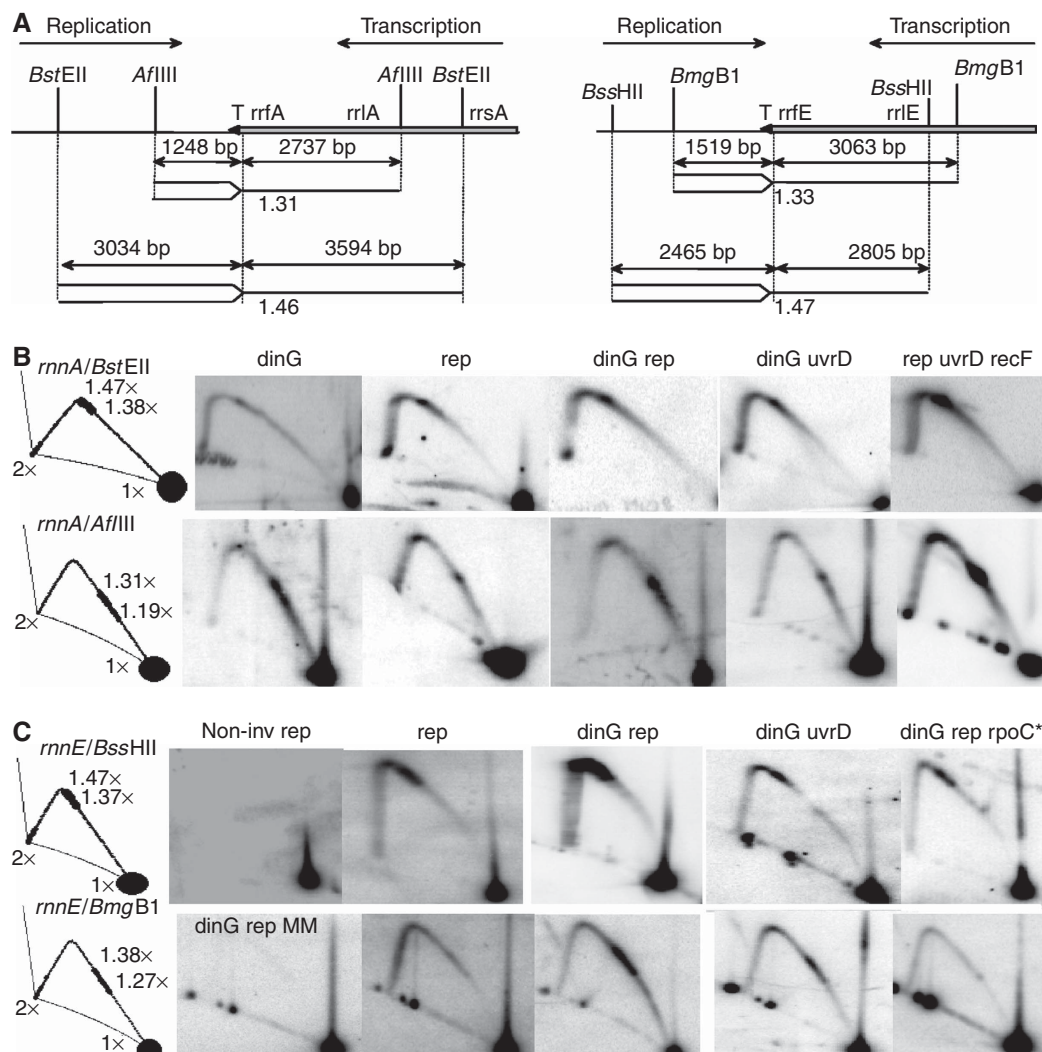 A
Replication
Transcription
BstEII
AflIII
AflIII
BstEII
T rrfA
rrlA
rrsA
1248 bp
2737 bp
1.31
3034 bp
3594 bp
1.46
Replication
Transcription
BssHII
BmgB1
BssHII
BmgB1
T rrfE
rrlE
1519 bp
3063 bp
1.33
2465 bp
2805 bp
1.47
B
rnnA/BstEII
dinG
rep
dinG rep
dinG uvrD
rep uvrD recF
1.47×
1.38×
2×
1×
rnnA/AflIII
1.31×
1.19×
2×
1×
C
rnnE/BssHII
Non-inv rep
rep
dinG rep
dinG uvrD
dinG rep rpoC*
1.47×
1.37×
2×
1×
rnnE/BmgB1
dinG rep MM
1.38×
1.27×
2×
1×